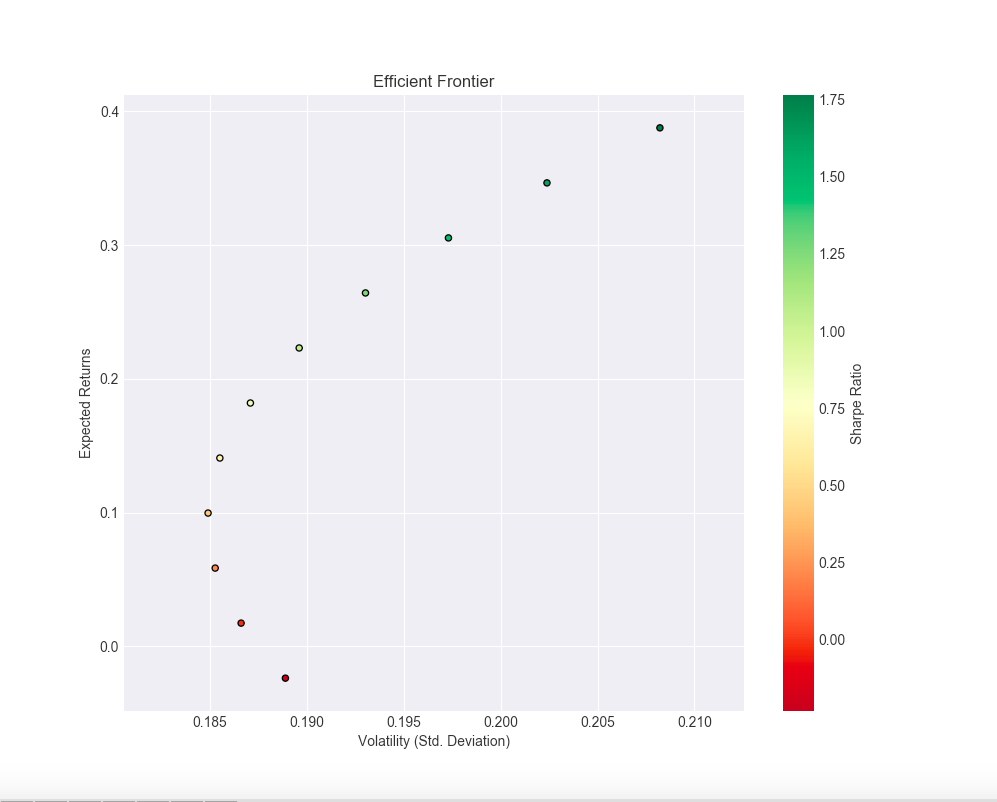 Efficient Frontier
0.4
0.3
0.2
0.1
0.0
Expected Returns
0.185 0.190 0.195 0.200 0.205 0.210
Volatility (Std. Deviation)
1.75
1.50
1.25
1.00
0.75
0.50
0.25
0.00
Sharpe Ratio